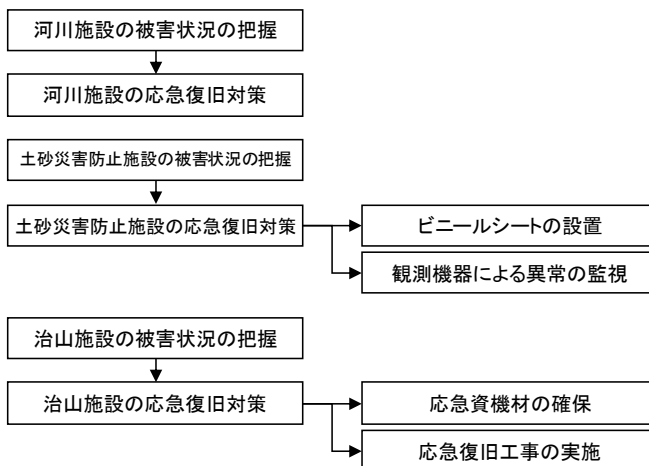 河川施設の被害状況の把握
河川施設の応急復旧対策
土砂災害防止施設の被害状況の把握
土砂災害防止施設の応急復旧対策
ビニールシートの設置
観測機器による異常の監視
治山施設の被害状況の把握
治山施設の応急復旧対策
応急資機材の確保
応急復旧工事の実施